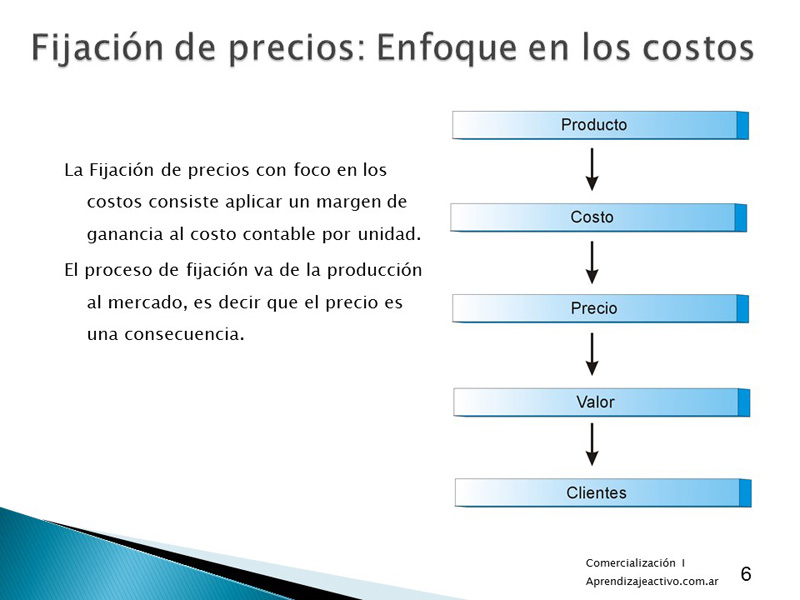 Fijación de precios: Enfoque en los costos
La Fijación de precios con foco en los
costos consiste aplicar un margen de
ganancia al costo contable por unidad.
El proceso de fijación va de la producción
al mercado, es decir que el precio es
una consecuencia.
Producto
Costo
Precio
Valor
Clientes
Comercialización I
Aprendizajeactivo.com.ar
6